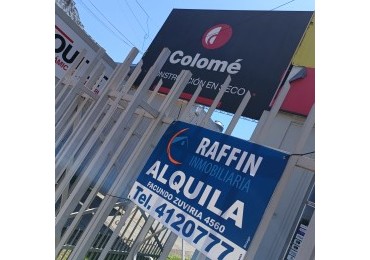 Colomé
CONSTRUCCIÓN EN SECO
RAFFIN
INMOBILIARIA
ALQUILA
FACUNDO ZUVIRIA 4560
Tel. 4120777